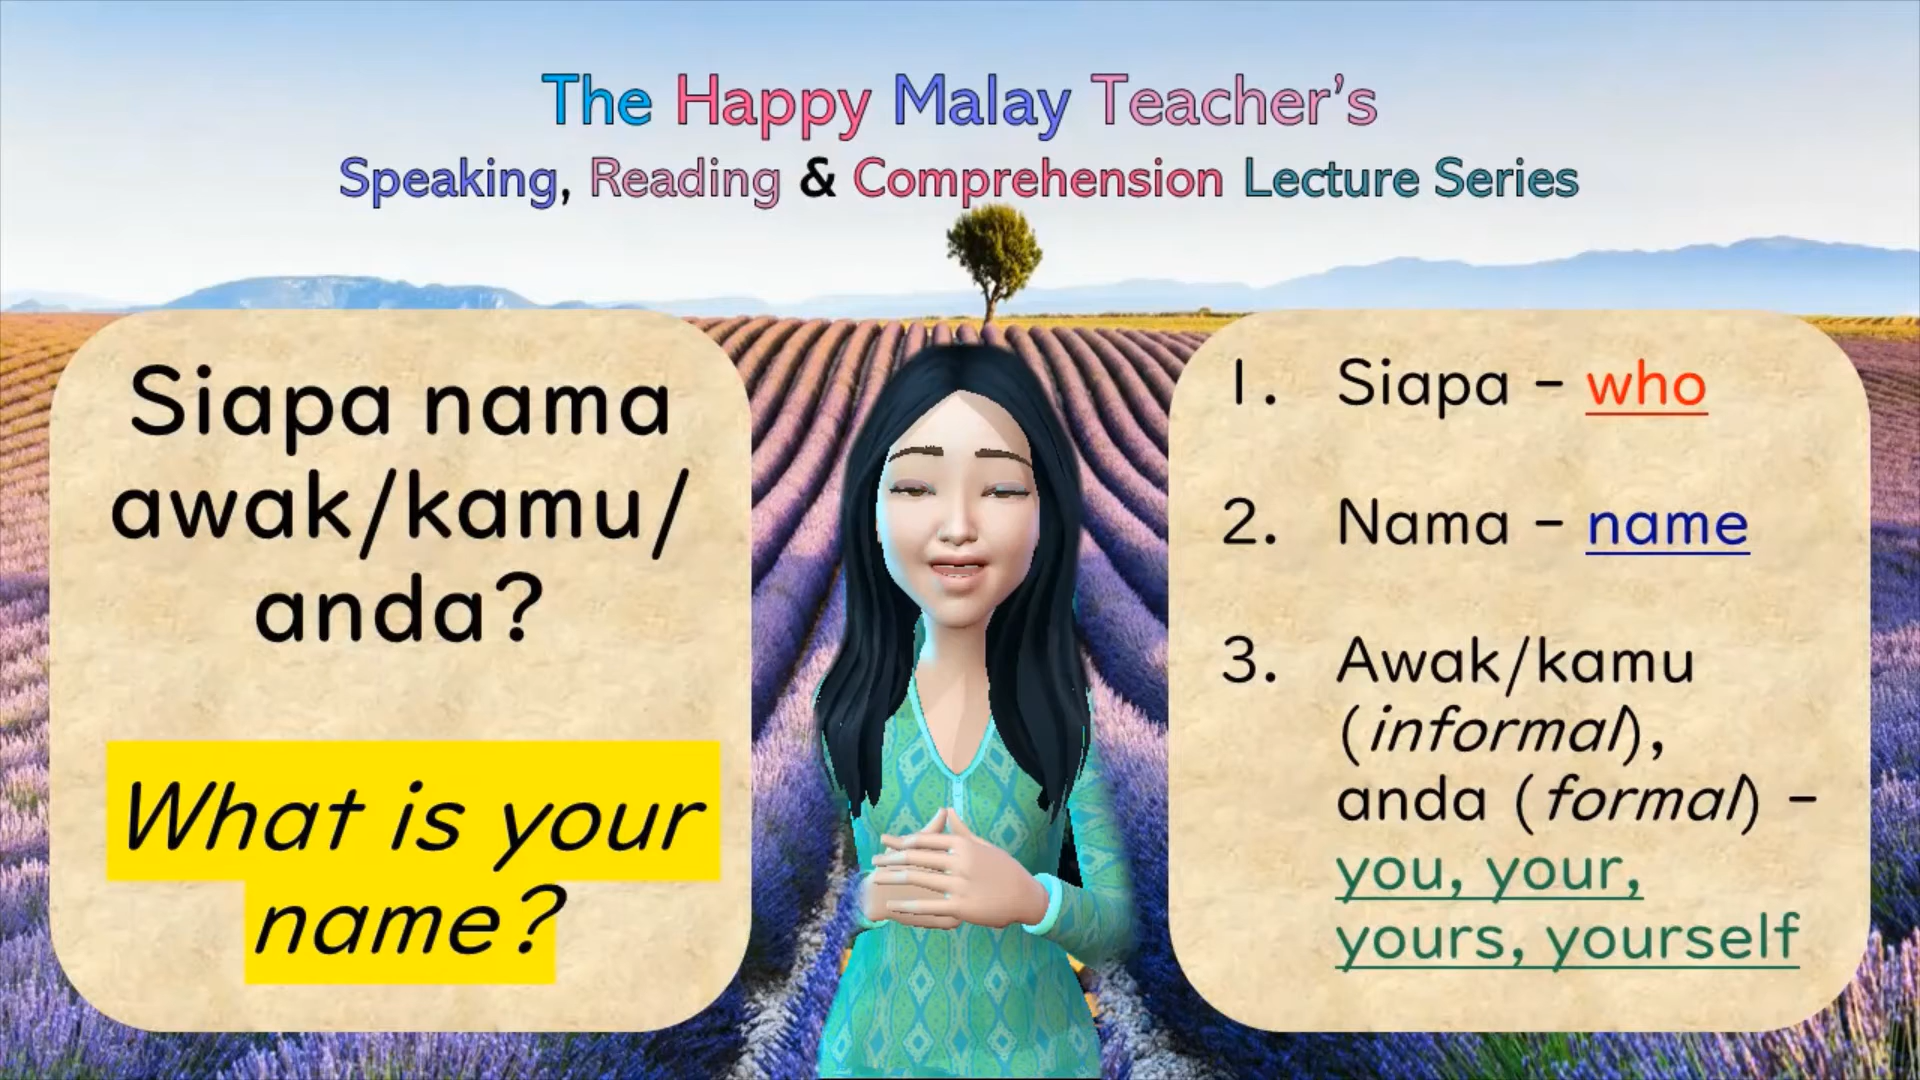 The Happy Malay Teacher’s
Speaking, Reading & Comprehension Lecture Series
Siapa nama
awak/kamu/
anda?
What is your
name?
1. Siapa – who
2. Nama – name
3. Awak/kamu
(informal),
anda (formal) –
you, your,
yours, yourself